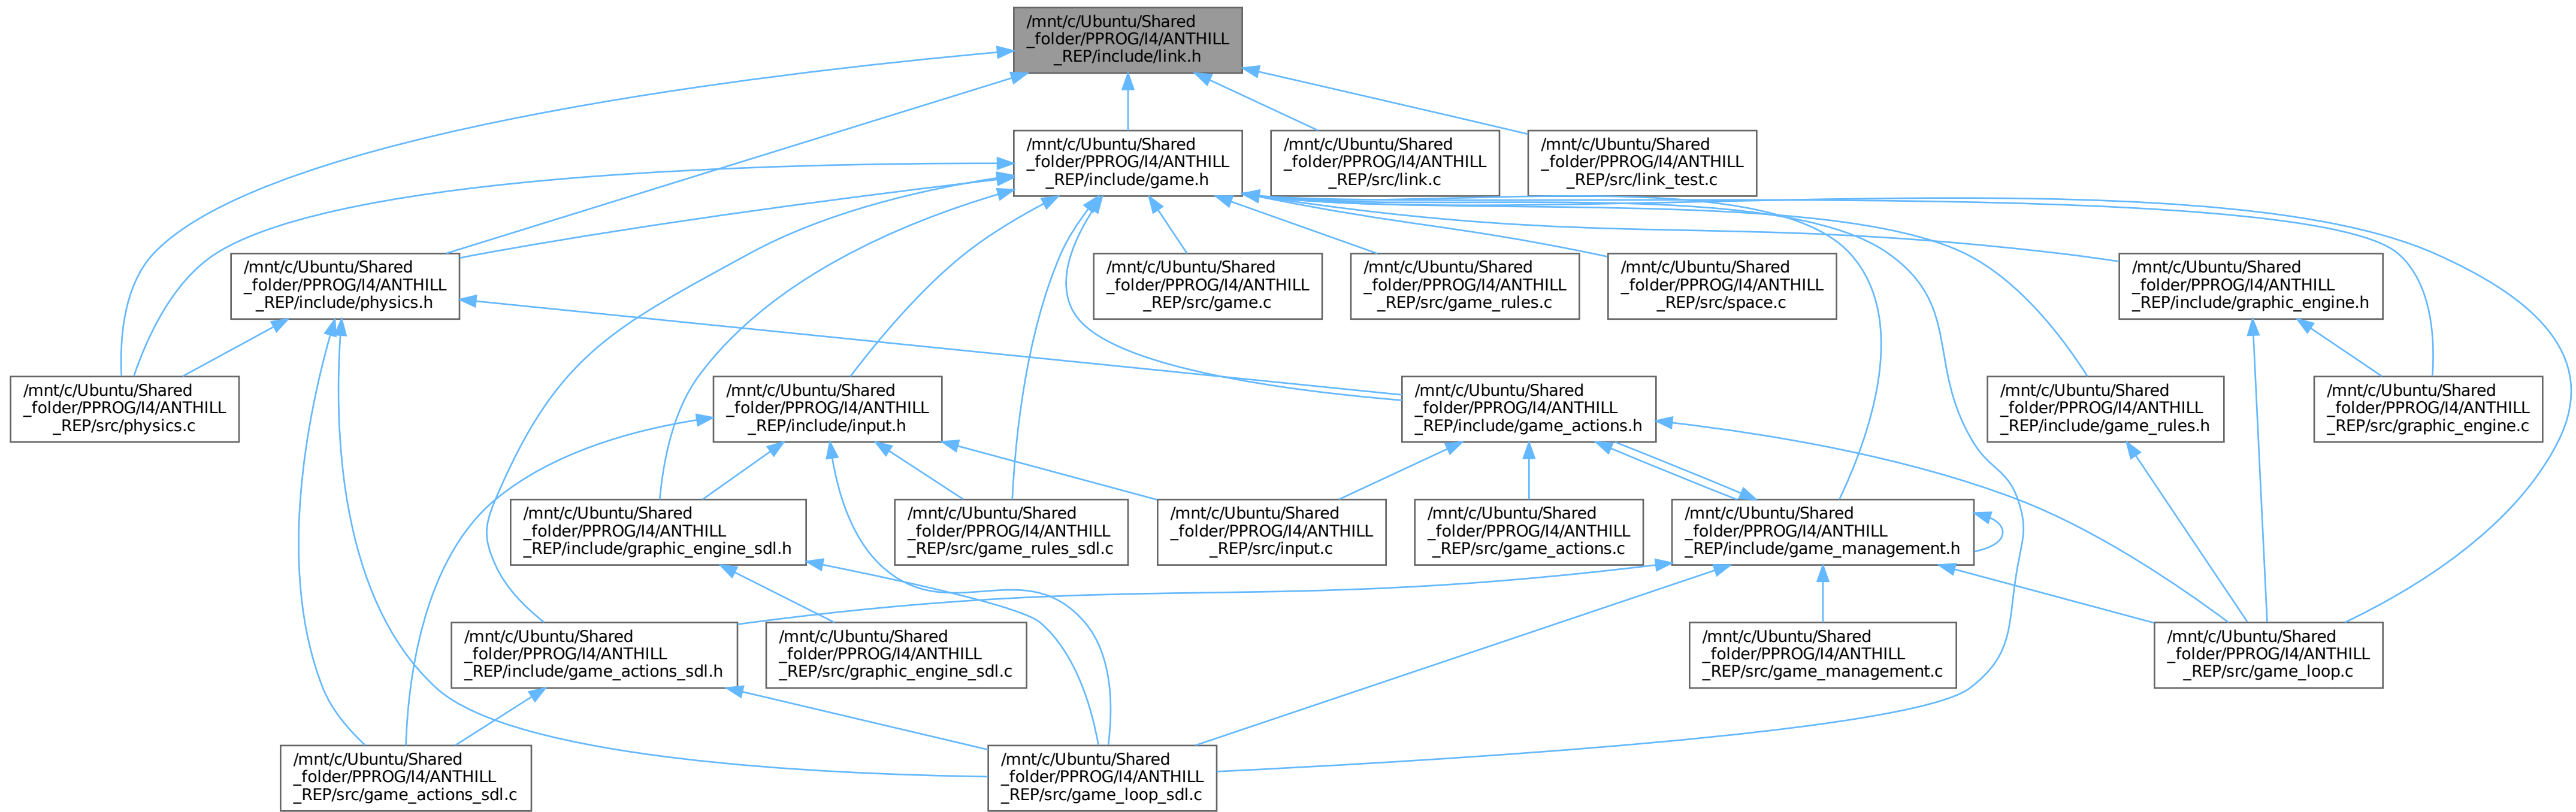 /mnt/c/Ubuntu/Shared
_folder/PPROG/I4/ANTHILL
_REP/include/link.h
/mnt/c/Ubuntu/Shared
_folder/PPROG/I4/ANTHILL
_REP/include/game.h
/mnt/c/Ubuntu/Shared
_folder/PPROG/I4/ANTHILL
_REP/src/link.c
/mnt/c/Ubuntu/Shared
_folder/PPROG/I4/ANTHILL
_REP/src/link_test.c
/mnt/c/Ubuntu/Shared
_folder/PPROG/I4/ANTHILL
_REP/include/physics.h
/mnt/c/Ubuntu/Shared
_folder/PPROG/I4/ANTHILL
_REP/src/game.c
/mnt/c/Ubuntu/Shared
_folder/PPROG/I4/ANTHILL
_REP/src/game_rules.c
/mnt/c/Ubuntu/Shared
_folder/PPROG/I4/ANTHILL
_REP/src/space.c
/mnt/c/Ubuntu/Shared
_folder/PPROG/I4/ANTHILL
_REP/include/graphic_engine.h
/mnt/c/Ubuntu/Shared
_folder/PPROG/I4/ANTHILL
_REP/src/physics.c
/mnt/c/Ubuntu/Shared
_folder/PPROG/I4/ANTHILL
_REP/include/input.h
/mnt/c/Ubuntu/Shared
_folder/PPROG/I4/ANTHILL
_REP/include/game_actions.h
/mnt/c/Ubuntu/Shared
_folder/PPROG/I4/ANTHILL
_REP/include/game_rules.h
/mnt/c/Ubuntu/Shared
_folder/PPROG/I4/ANTHILL
_REP/src/graphic_engine.c
/mnt/c/Ubuntu/Shared
_folder/PPROG/I4/ANTHILL
_REP/include/graphic_engine_sdl.h
/mnt/c/Ubuntu/Shared
_folder/PPROG/I4/ANTHILL
_REP/src/game_rules_sdl.c
/mnt/c/Ubuntu/Shared
_folder/PPROG/I4/ANTHILL
_REP/src/input.c
/mnt/c/Ubuntu/Shared
_folder/PPROG/I4/ANTHILL
_REP/src/game_actions.c
/mnt/c/Ubuntu/Shared
_folder/PPROG/I4/ANTHILL
_REP/include/game_management.h
/mnt/c/Ubuntu/Shared
_folder/PPROG/I4/ANTHILL
_REP/include/game_actions_sdl.h
/mnt/c/Ubuntu/Shared
_folder/PPROG/I4/ANTHILL
_REP/src/graphic_engine_sdl.c
/mnt/c/Ubuntu/Shared
_folder/PPROG/I4/ANTHILL
_REP/src/game_management.c
/mnt/c/Ubuntu/Shared
_folder/PPROG/I4/ANTHILL
_REP/src/game_loop.c
/mnt/c/Ubuntu/Shared
_folder/PPROG/I4/ANTHILL
_REP/src/game_actions_sdl.c
/mnt/c/Ubuntu/Shared
_folder/PPROG/I4/ANTHILL
_REP/src/game_loop_sdl.c